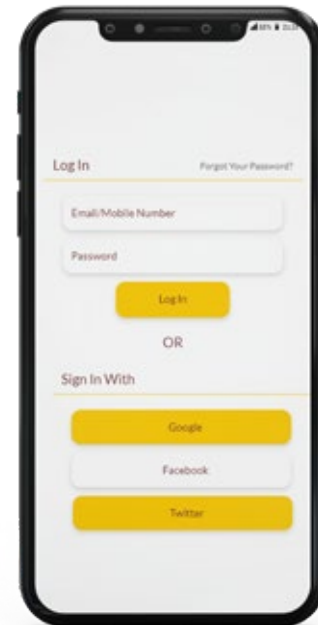 Log In
Forgot Your Password?
Email/Mobile Number
Password
Log In
OR
Sign In With
Google
Facebook
Twitter